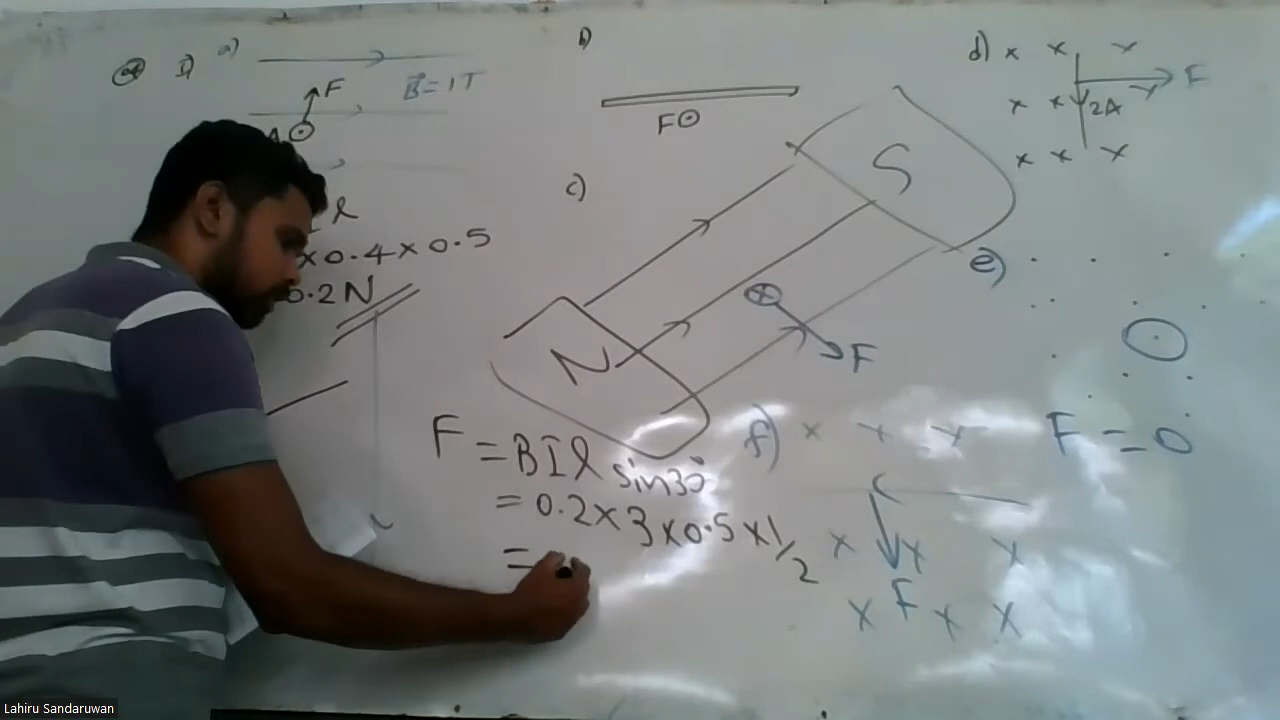 1) a)
F
B = 1T
l
x 0.4 x 0.5
0.2 N
b)
F⊙
c)
S
N
⊗
F
F = BIl sin30°
= 0.2 x 3 x 0.5 x 1/2
=
d) x x x
F
x x x
2A
x x x
e)
F = 0
f) x x x
x x x
F
x x x
Lahiru Sandaruwan